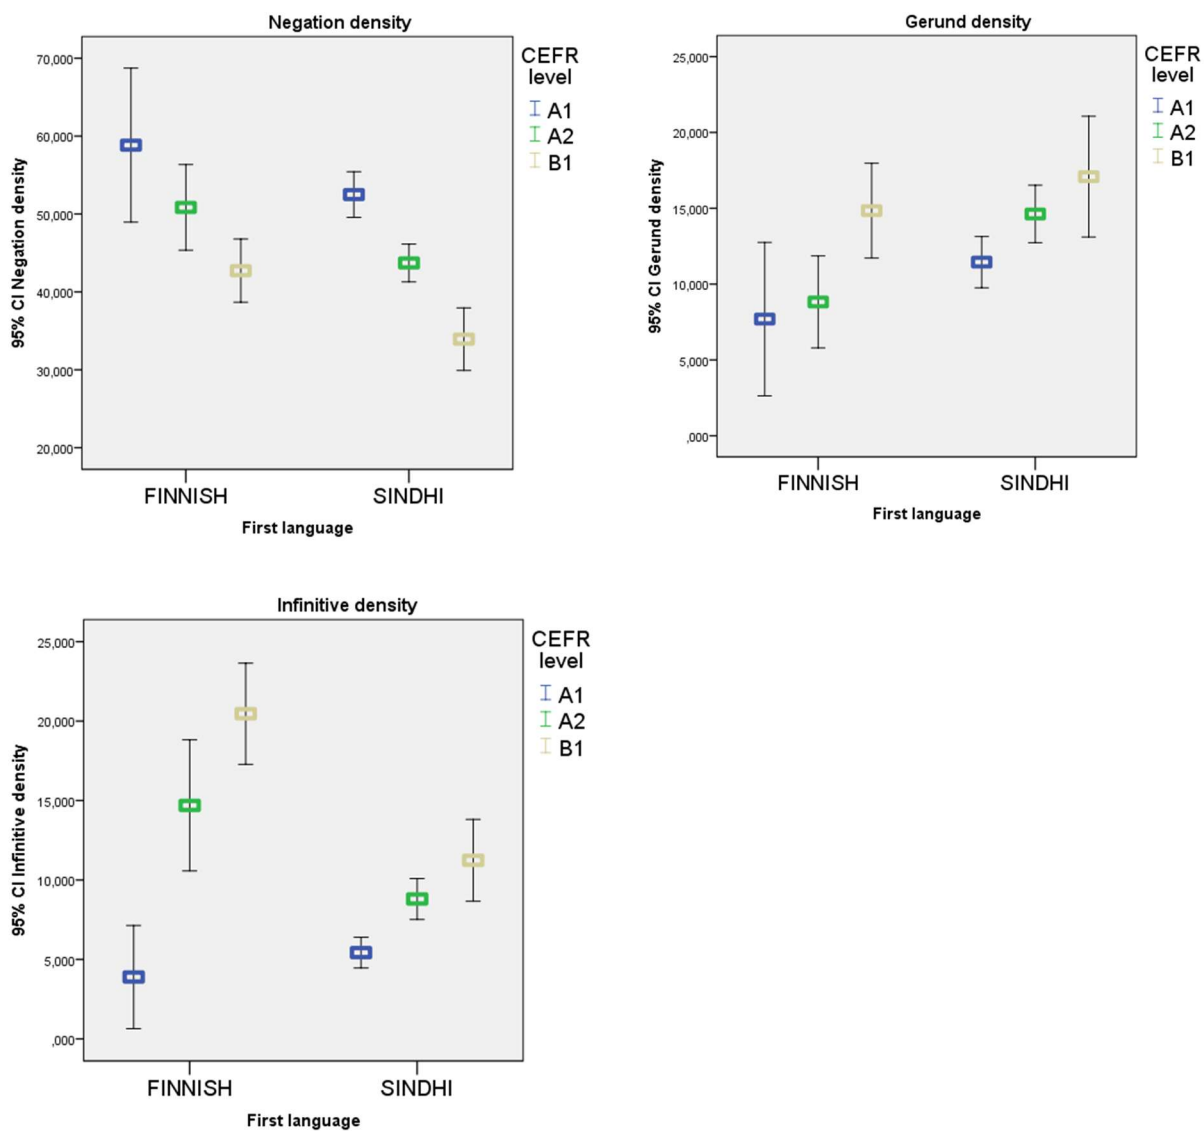 Negation density
95% CI Negation density
70,000
60,000
50,000
40,000
30,000
20,000
FINNISH SINDHI
First language
CEFR
level
A1
A2
B1
Gerund density
95% CI Gerund density
25,000
20,000
15,000
10,000
5,000
,000
FINNISH SINDHI
First language
CEFR
level
A1
A2
B1
Infinitive density
95% CI Infinitive density
25,000
20,000
15,000
10,000
5,000
,000
FINNISH SINDHI
First language
CEFR
level
A1
A2
B1